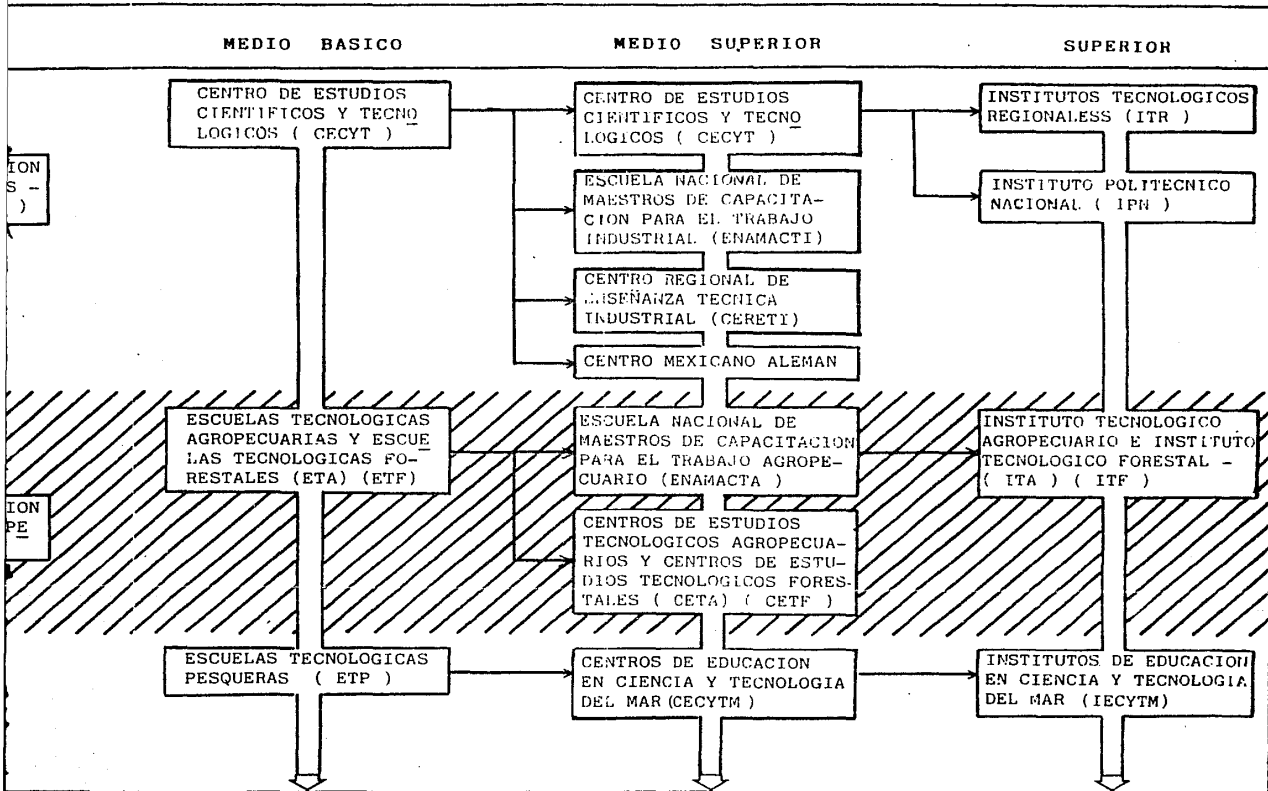 MEDIO BASICO
MEDIO SUPERIOR
SUPERIOR
CENTRO DE ESTUDIOS
CIENTIFICOS Y TECNO
LOGICOS ( CECYT )
CENTRO DE ESTUDIOS
CIENTIFICOS Y TECNO
LOGICOS ( CECYT )
INSTITUTOS TECNOLOGICOS
REGIONALESS (ITR )
ION
S -
)
ESCUELA NACIONAL DE
MAESTROS DE CAPACITA-
CION PARA EL TRABAJO
INDUSTRIAL (ENAMACTI)
INSTITUTO POLITECNICO
NACIONAL ( IPN )
CENTRO REGIONAL DE
ENSEÑANZA TECNICA
INDUSTRIAL (CERETI)
CENTRO MEXICANO ALEMAN
ESCUELAS TECNOLOGICAS
AGROPECUARIAS Y ESCUE
LAS TECNOLOGICAS FO-
RESTALES (ETA) (ETF)
ESCUELA NACIONAL DE
MAESTROS DE CAPACITACION
PARA EL TRABAJO AGROPE-
CUARIO (ENAMACTA )
INSTITUTO TECNOLOGICO
AGROPECUARIO E INSTITUTO
TECNOLOGICO FORESTAL -
( ITA ) ( ITF )
ION
PE
CENTROS DE ESTUDIOS
TECNOLOGICOS AGROPECUA-
RIOS Y CENTROS DE ESTU-
DIOS TECNOLOGICOS FORES-
TALES ( CETA) ( CETF )
ESCUELAS TECNOLOGICAS
PESQUERAS ( ETP )
CENTROS DE EDUCACION
EN CIENCIA Y TECNOLOGIA
DEL MAR (CECYTM )
INSTITUTOS DE EDUCACION
EN CIENCIA Y TECNOLOGIA
DEL MAR (IECYTM)